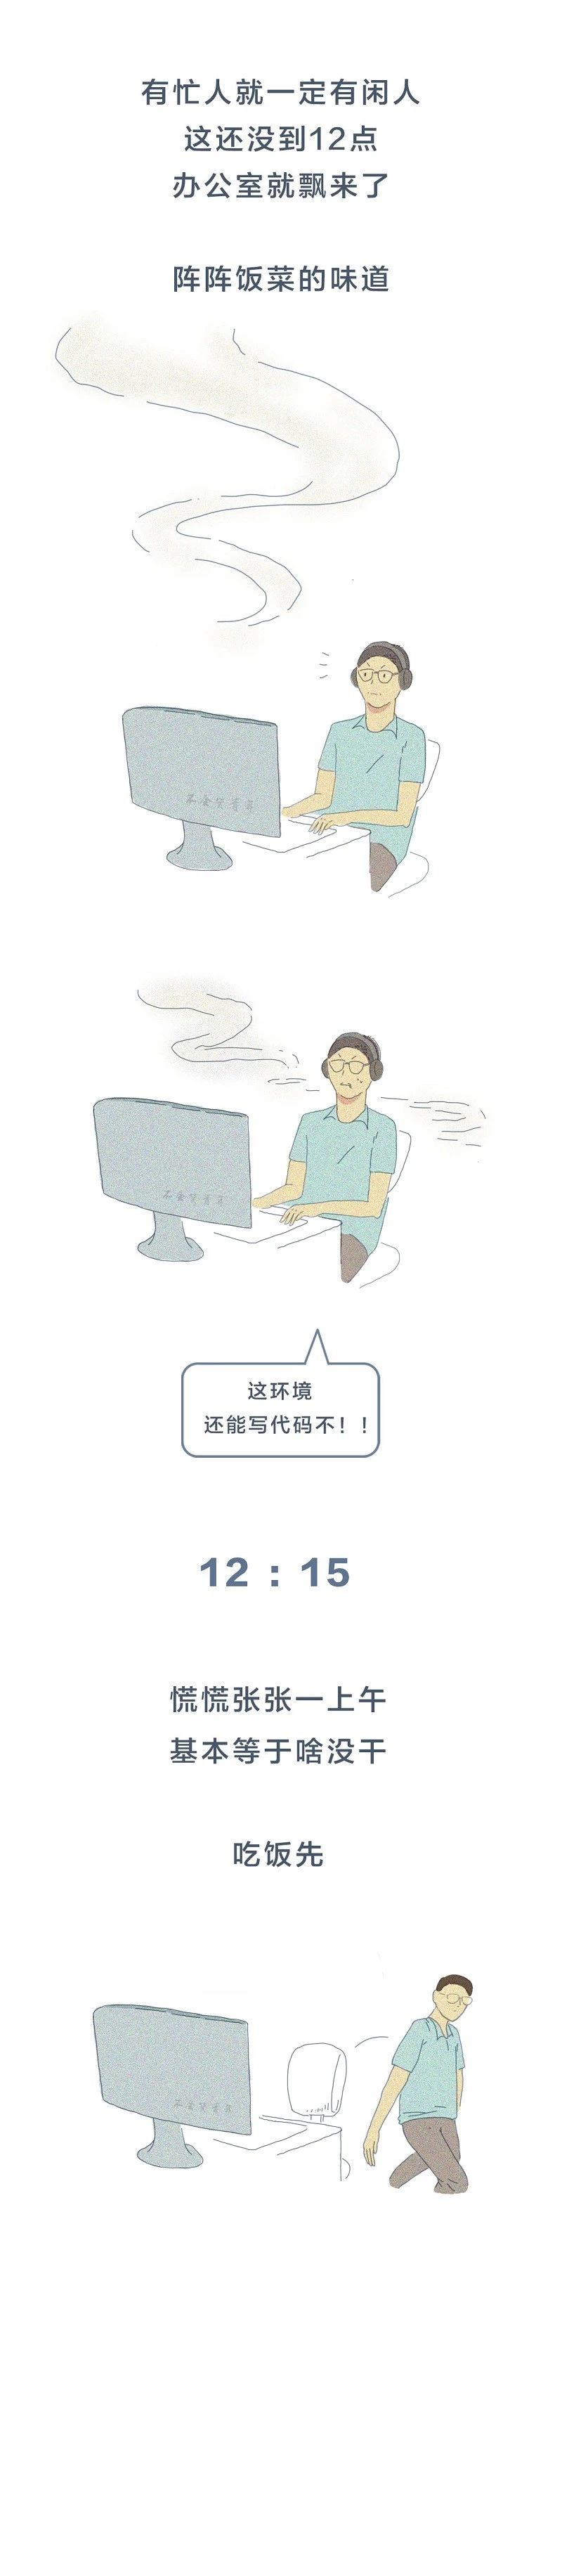 有忙人就一定有闲人
这还没到12点
办公室就飘来了
阵阵饭菜的味道
这环境
还能写代码不！！
12：15
慌慌张张一上午
基本等于啥没干
吃饭先